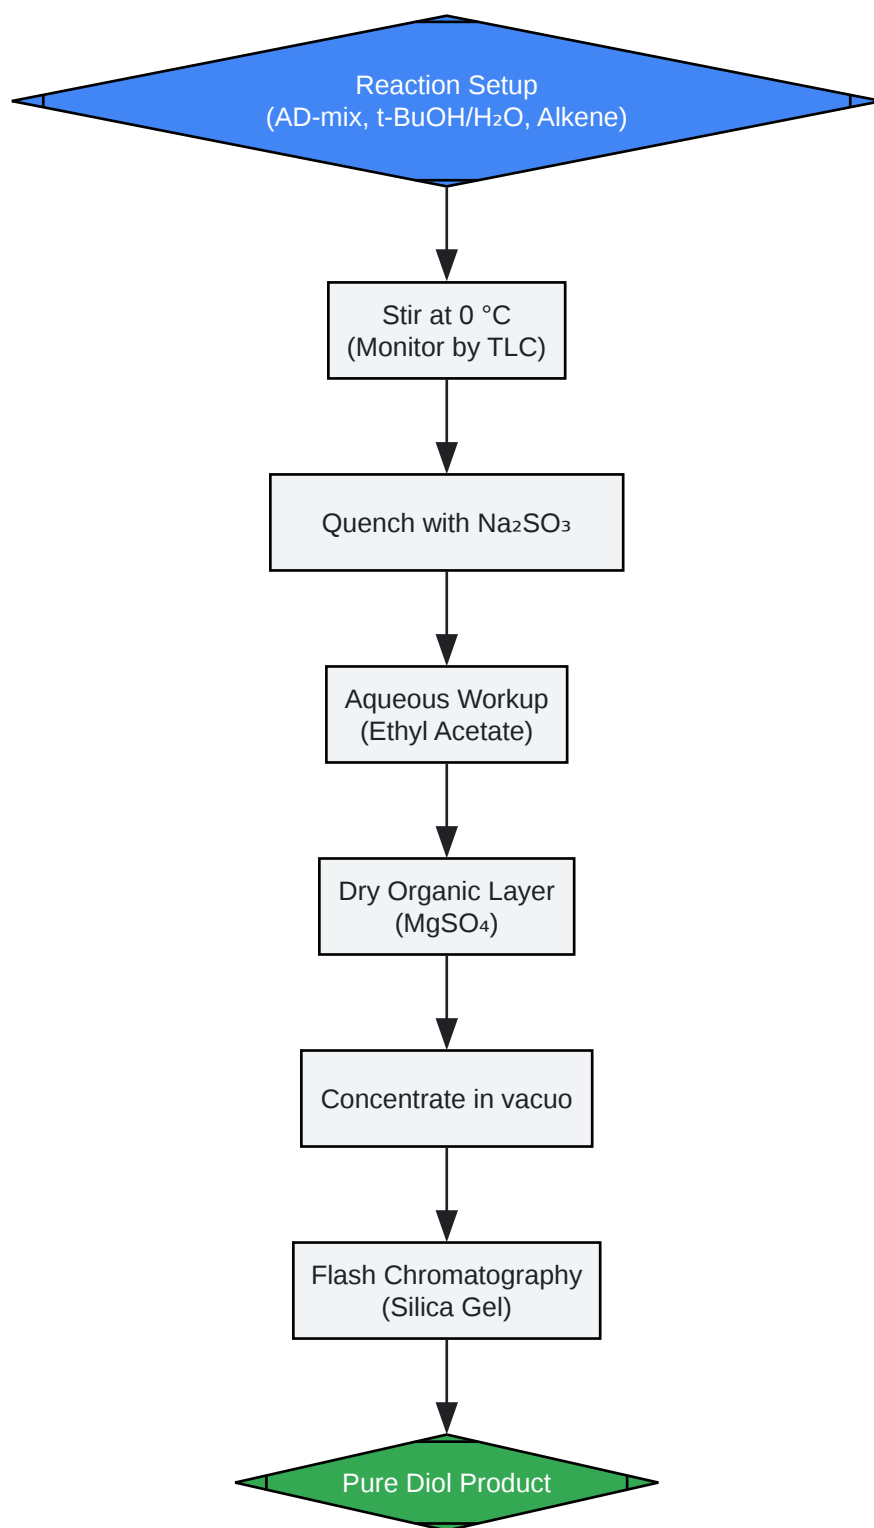 Reaction Setup
(AD-mix, t-BuOH/H₂O, Alkene)
Stir at 0 °C
(Monitor by TLC)
Quench with Na₂SO₃
Aqueous Workup
(Ethyl Acetate)
Dry Organic Layer
(MgSO₄)
Concentrate in vacuo
Flash Chromatography
(Silica Gel)
Pure Diol Product